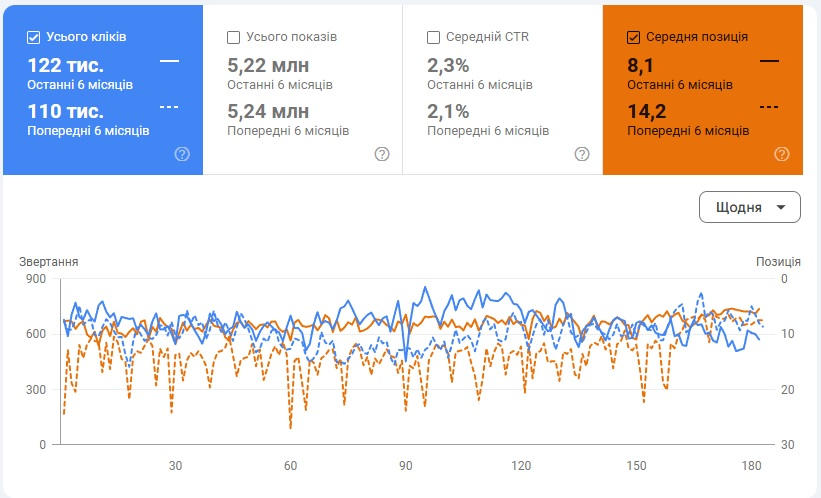 Усього кліків
122 тис.
Останні 6 місяців
110 тис.
Попередні 6 місяців
Усього показів
5,22 млн
Останні 6 місяців
5,24 млн
Попередні 6 місяців
Середній CTR
2,3%
Останні 6 місяців
2,1%
Попередні 6 місяців
Середня позиція
8,1
Останні 6 місяців
14,2
Попередні 6 місяців
Щодня
Звертання
Позиція
900
0
600
10
300
20
0
30
30
60
90
120
150
180